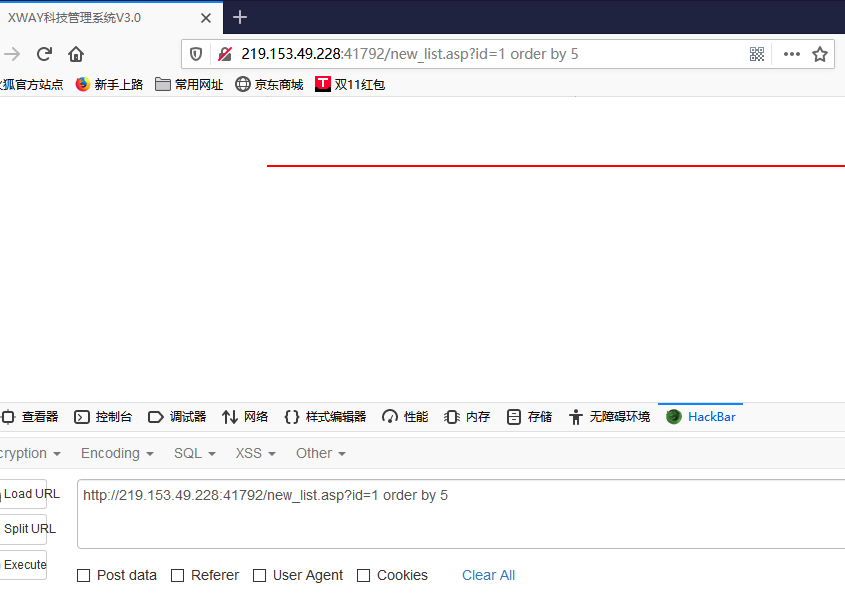 XWAY科技管理系统V3.0
219.153.49.228:41792/new_list.asp?id=1 order by 5
狐官方站点 新手上路 常用网址 京东商城 T 双11红包
查看器 控制台 调试器 网络 样式编辑器 性能 内存 存储 无障碍环境 HackBar
cryption Encoding SQL XSS Other
Load URL
http://219.153.49.228:41792/new_list.asp?id=1 order by 5
Split URL
Execute
Post data Referer User Agent Cookies Clear All